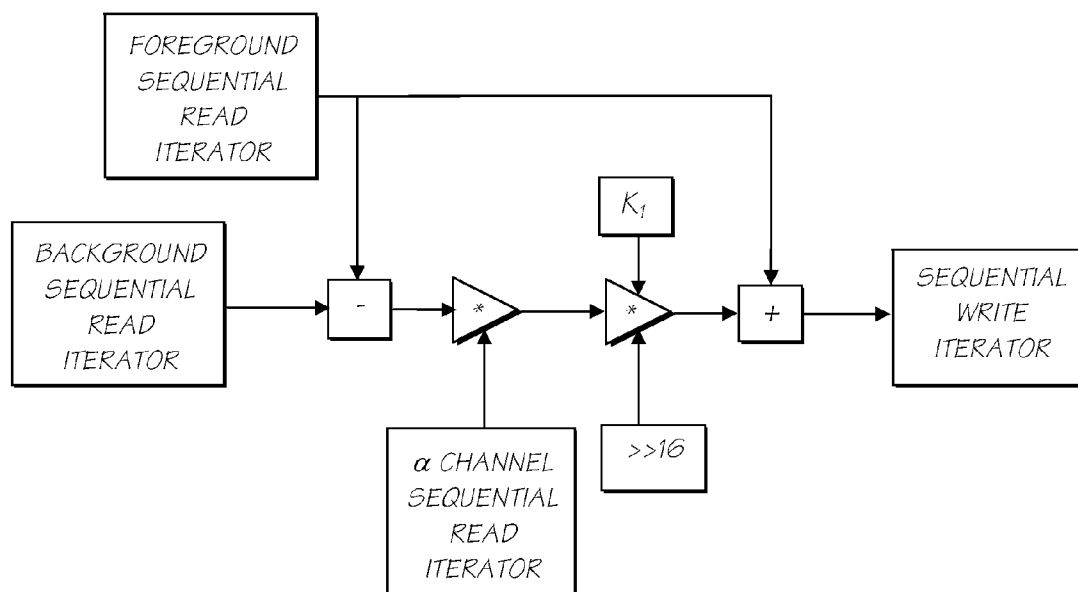 FOREGROUND
SEQUENTIAL
READ
ITERATOR
K₁
BACKGROUND
SEQUENTIAL
READ
ITERATOR
-
*
*
+
SEQUENTIAL
WRITE
ITERATOR
α CHANNEL
SEQUENTIAL
READ
ITERATOR
>>16